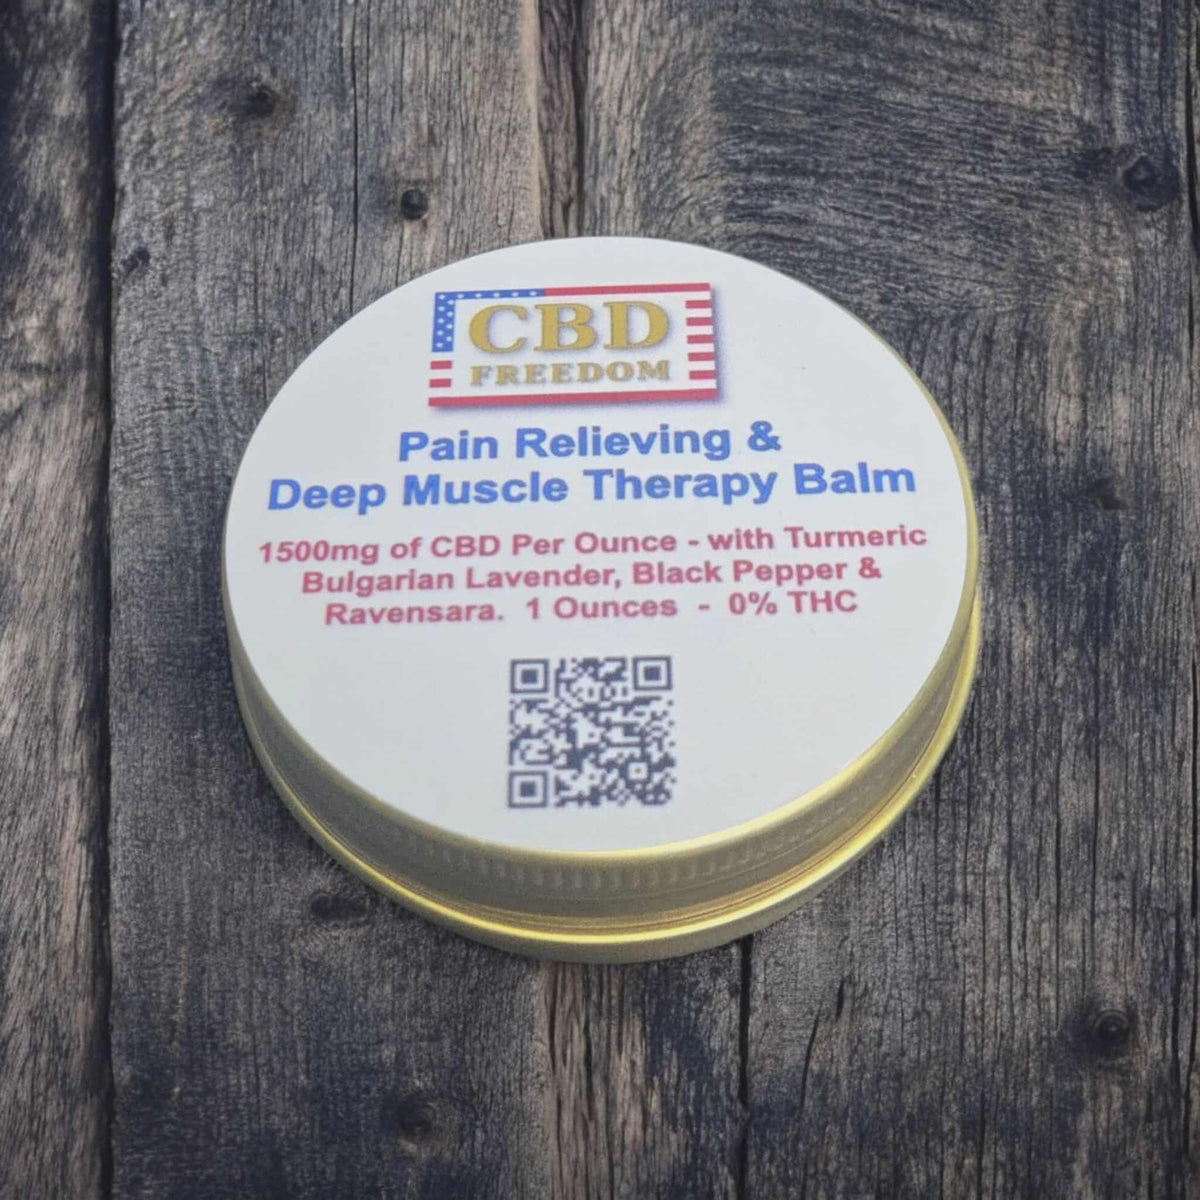 CBD
FREEDOM
Pain Relieving &
Deep Muscle Therapy Balm
1500mg of CBD Per Ounce - with Turmeric
Bulgarian Lavender, Black Pepper &
Ravensara.  1 Ounces  -  0% THC